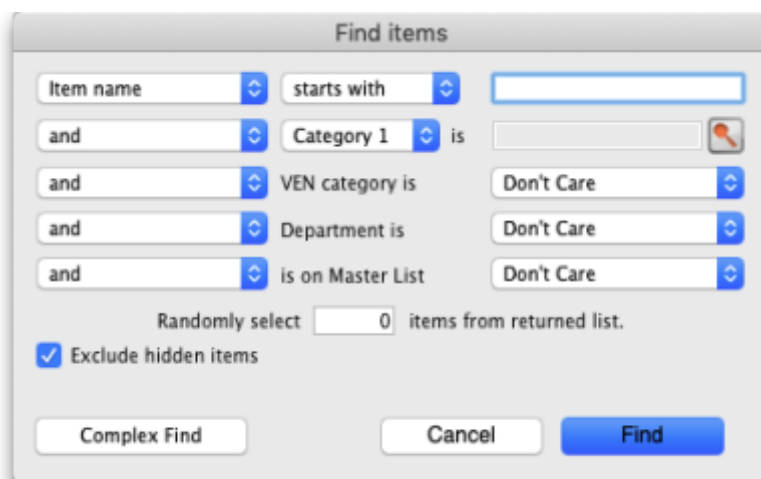 Find items
Item name starts with
and Category 1 is
and VEN category is Don't Care
and Department is Don't Care
and is on Master List Don't Care
Randomly select 0 items from returned list.
Exclude hidden items
Complex Find Cancel Find